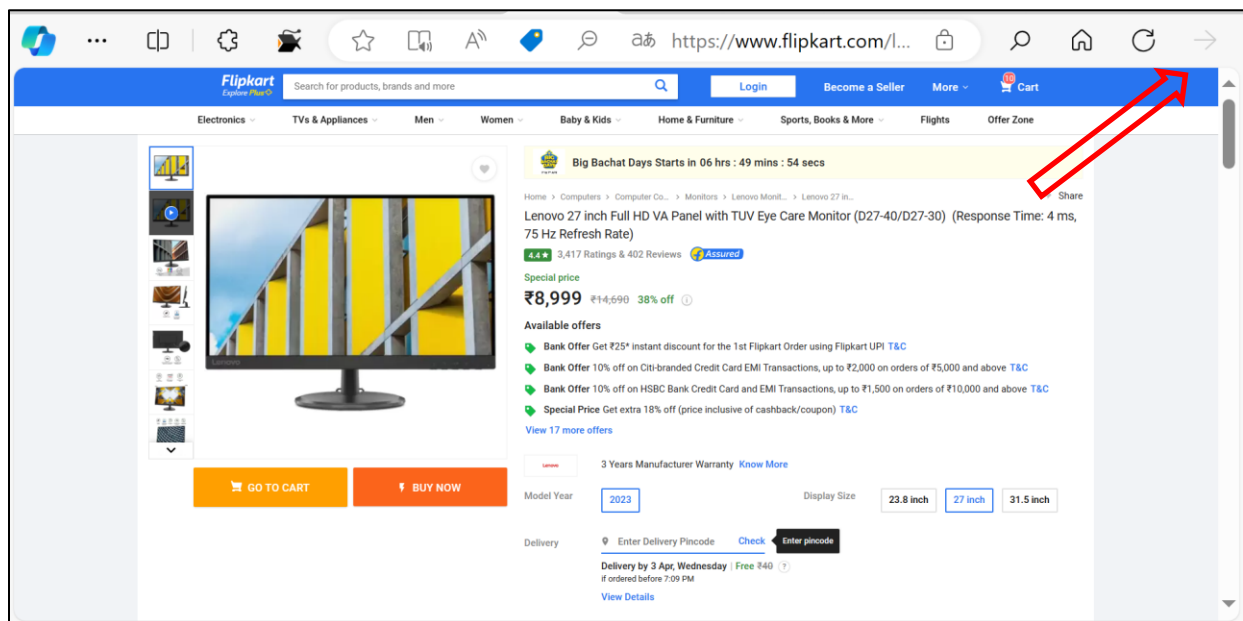 aあ https://www.flipkart.com/l...
Flipkart
Explore Plus
Search for products, brands and more
Login
Become a Seller
More
10
Cart
Electronics
TVs & Appliances
Men
Women
Baby & Kids
Home & Furniture
Sports, Books & More
Flights
Offer Zone
Big Bachat Days Starts in 06 hrs : 49 mins : 54 secs
Home > Computers > Computer Co... > Monitors > Lenovo Monit... > Lenovo 27 in...
Share
Lenovo 27 inch Full HD VA Panel with TUV Eye Care Monitor (D27-40/D27-30) (Response Time: 4 ms,
75 Hz Refresh Rate)
4.4★ 3,417 Ratings & 402 Reviews Assured
Special price
₹8,999 ₹14,690 38% off
Available offers
Bank Offer Get ₹25* instant discount for the 1st Flipkart Order using Flipkart UPI T&C
Bank Offer 10% off on Citi-branded Credit Card EMI Transactions, up to ₹2,000 on orders of ₹5,000 and above T&C
Bank Offer 10% off on HSBC Bank Credit Card and EMI Transactions, up to ₹1,500 on orders of ₹10,000 and above T&C
Special Price Get extra 18% off (price inclusive of cashback/coupon) T&C
View 17 more offers
Lenovo
GO TO CART
BUY NOW
Lenovo
3 Years Manufacturer Warranty Know More
Model Year
2023
Display Size
23.8 inch
27 inch
31.5 inch
Delivery
Enter Delivery Pincode
Check
Enter pincode
Delivery by 3 Apr, Wednesday | Free ₹40 ?
if ordered before 7:09 PM
View Details